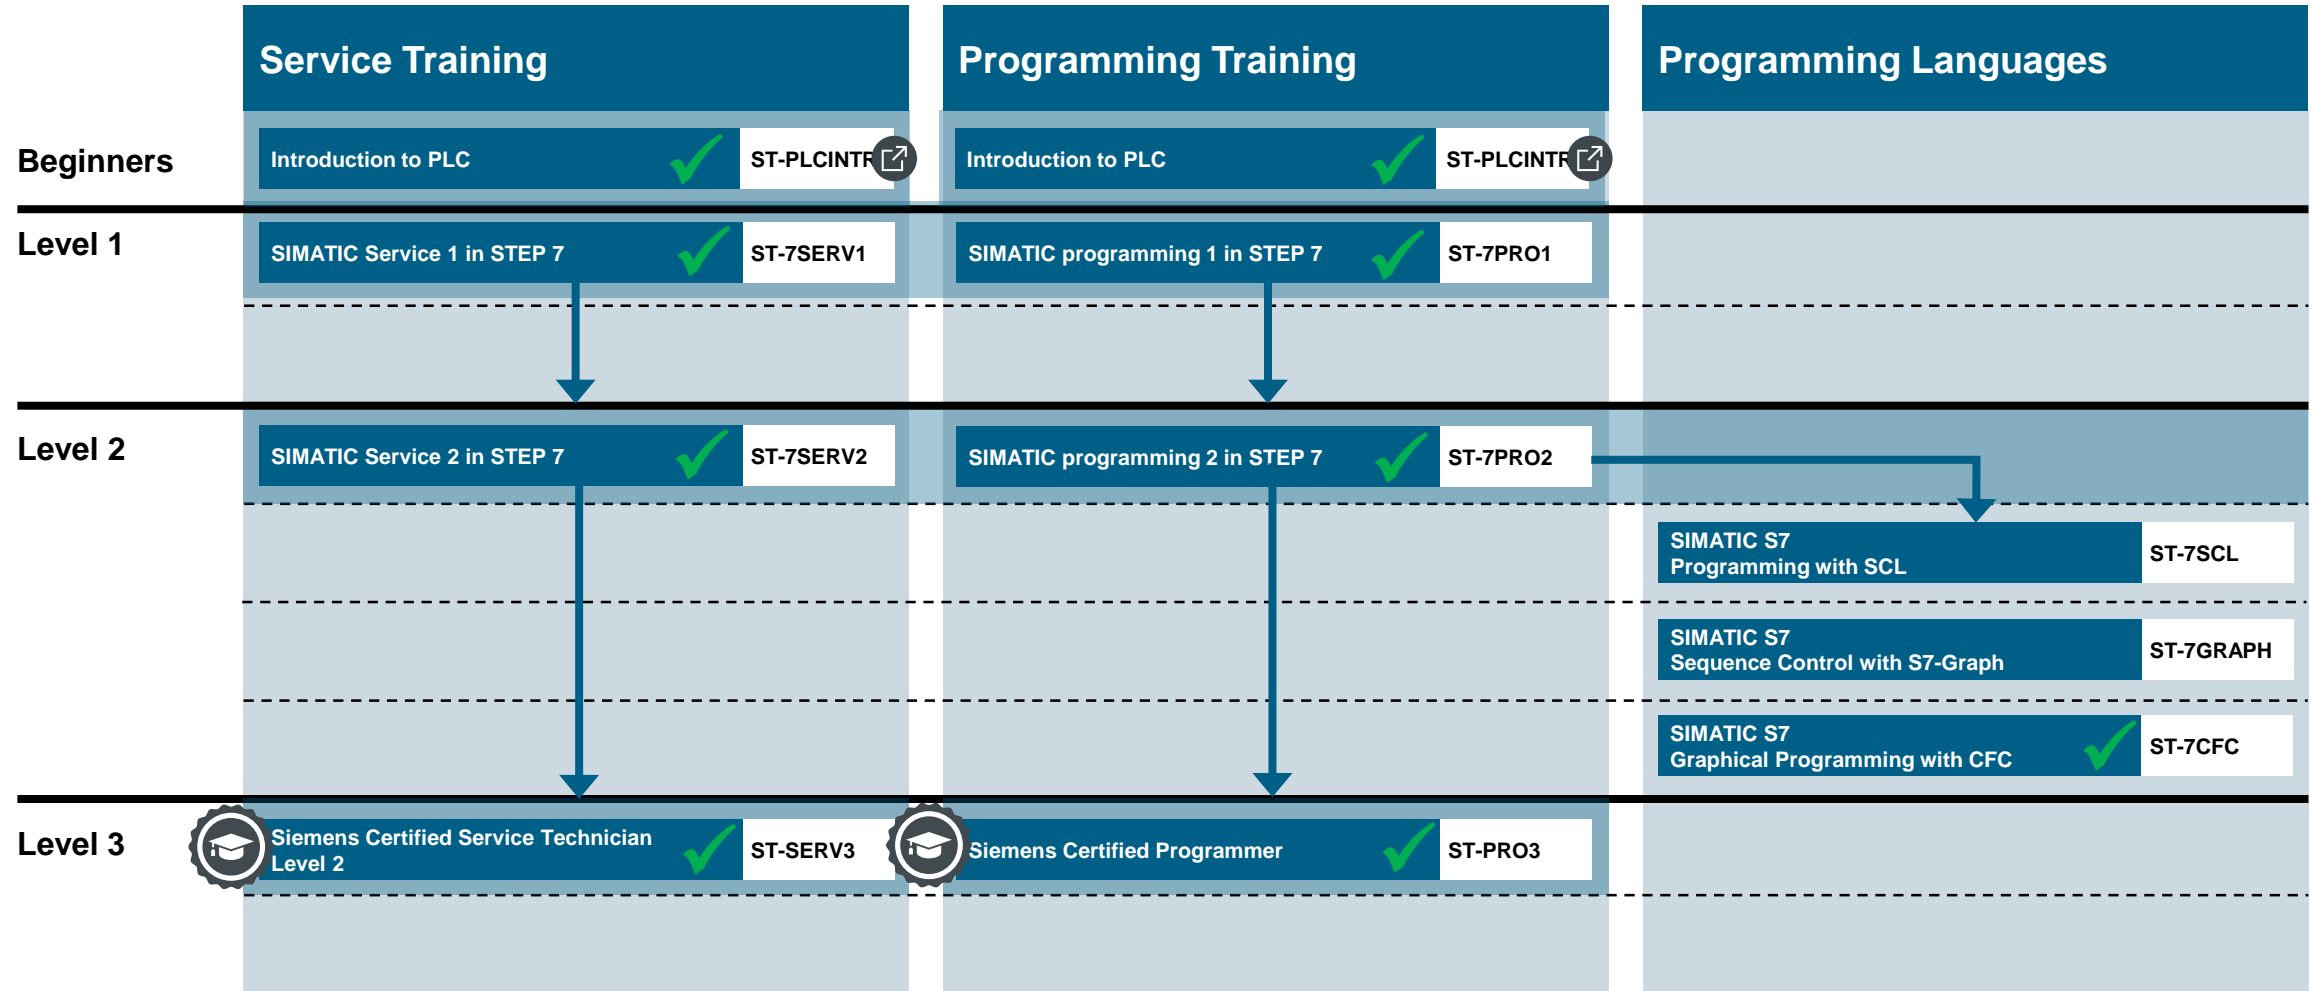 Service Training
Programming Training
Programming Languages
Beginners
Introduction to PLC
ST-PLCINTR
Introduction to PLC
ST-PLCINTR
Level 1
SIMATIC Service 1 in STEP 7
ST-7SERV1
SIMATIC programming 1 in STEP 7
ST-7PRO1
Level 2
SIMATIC Service 2 in STEP 7
ST-7SERV2
SIMATIC programming 2 in STEP 7
ST-7PRO2
SIMATIC S7
Programming with SCL
ST-7SCL
SIMATIC S7
Sequence Control with S7-Graph
ST-7GRAPH
SIMATIC S7
Graphical Programming with CFC
ST-7CFC
Level 3
Siemens Certified Service Technician
Level 2
ST-SERV3
Siemens Certified Programmer
ST-PRO3